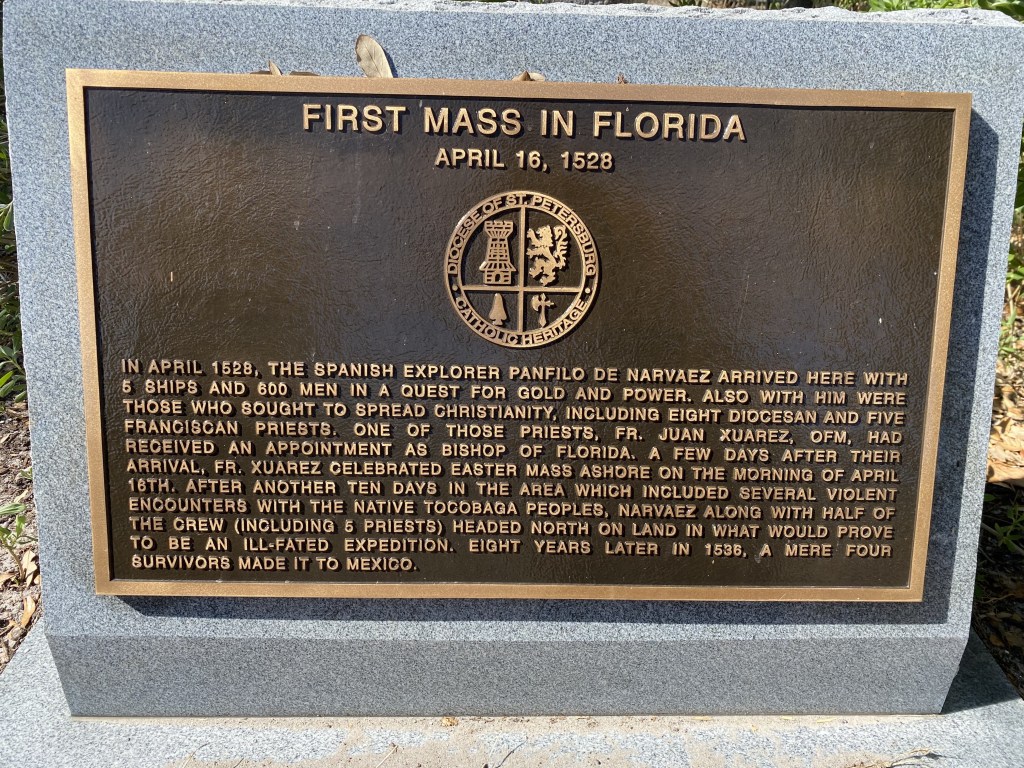 FIRST MASS IN FLORIDA
APRIL 16, 1528
DIOCESE OF ST. PETERSBURG
CATHOLIC HERITAGE
IN APRIL 1528, THE SPANISH EXPLORER PANFILO DE NARVAEZ ARRIVED HERE WITH
5 SHIPS AND 600 MEN IN A QUEST FOR GOLD AND POWER. ALSO WITH HIM WERE
THOSE WHO SOUGHT TO SPREAD CHRISTIANITY, INCLUDING EIGHT DIOCESAN AND FIVE
FRANCISCAN PRIESTS. ONE OF THOSE PRIESTS, FR. JUAN XUAREZ, OFM, HAD
RECEIVED AN APPOINTMENT AS BISHOP OF FLORIDA. A FEW DAYS AFTER THEIR
ARRIVAL, FR. XUAREZ CELEBRATED EASTER MASS ASHORE ON THE MORNING OF APRIL
16TH. AFTER ANOTHER TEN DAYS IN THE AREA WHICH INCLUDED SEVERAL VIOLENT
ENCOUNTERS WITH THE NATIVE TOCOBAGA PEOPLES, NARVAEZ ALONG WITH HALF OF
THE CREW (INCLUDING 5 PRIESTS) HEADED NORTH ON LAND IN WHAT WOULD PROVE
TO BE AN ILL-FATED EXPEDITION. EIGHT YEARS LATER IN 1536, A MERE FOUR
SURVIVORS MADE IT TO MEXICO.